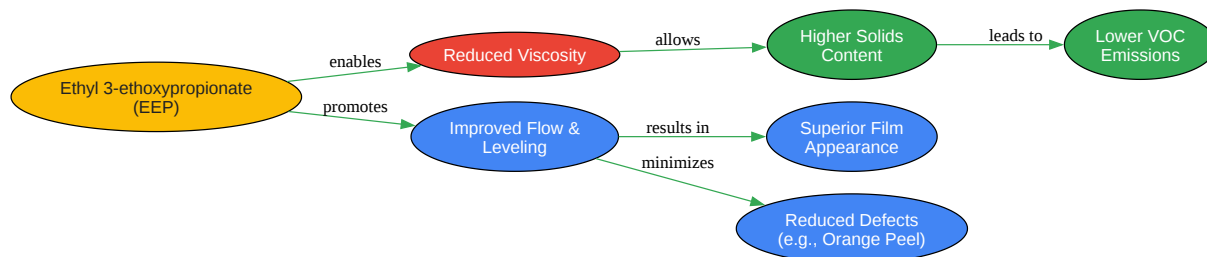 Ethyl 3-ethoxypropionate
(EEP)
enables
Reduced Viscosity
allows
Higher Solids
Content
leads to
Lower VOC
Emissions
promotes
Improved Flow &
Leveling
results in
Superior Film
Appearance
minimizes
Reduced Defects
(e.g., Orange Peel)